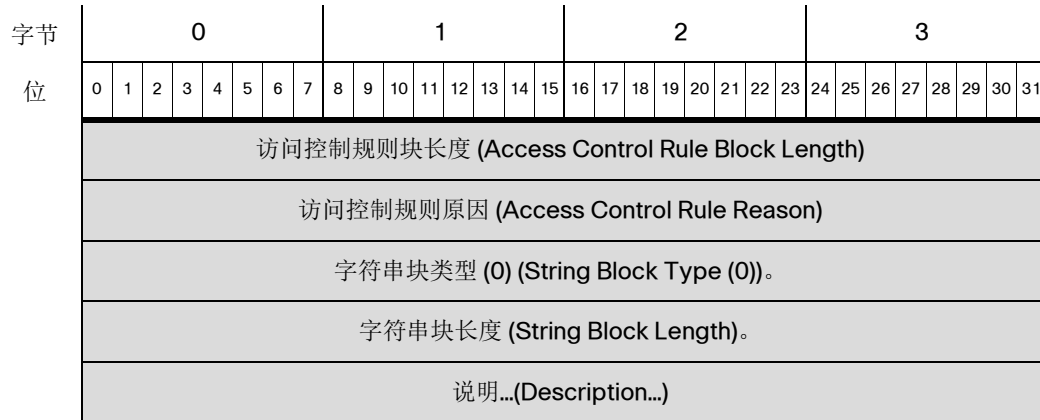 字节 0 1 2 3
位 0 1 2 3 4 5 6 7 8 9 10 11 12 13 14 15 16 17 18 19 20 21 22 23 24 25 26 27 28 29 30 31
访问控制规则块长度 (Access Control Rule Block Length)
访问控制规则原因 (Access Control Rule Reason)
字符串块类型 (0) (String Block Type (0))。
字符串块长度 (String Block Length)。
说明...(Description...)